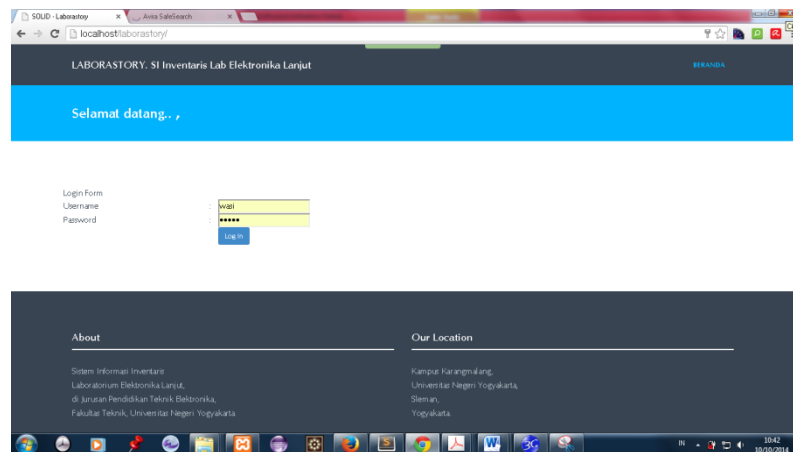 SOLID - Laborastory
Avira SafeSearch
localhost/laborastory/
LABORASTORY. SI Inventaris Lab Elektronika Lanjut
BERANDA
Selamat datang.. ,
Login Form
Username : wasi
Password : •••••
Log In
About
Our Location
Sistem Informasi Inventaris
Laboratorium Elektronika Lanjut,
di Jurusan Pendidikan Teknik Elektronika,
Fakultas Teknik, Universitas Negeri Yogyakarta
Kampus Karangmalang,
Universitas Negeri Yogyakarta,
Sleman,
Yogyakarta.
IN
10:42
10/10/2014